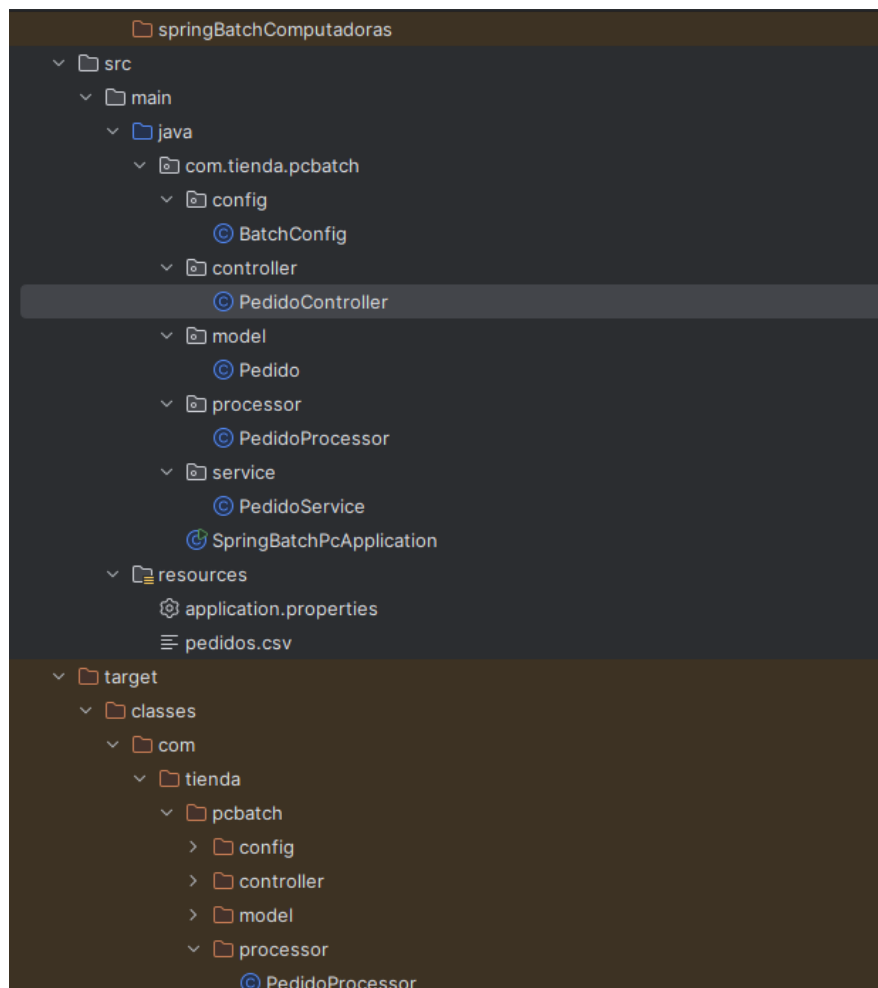 springBatchComputadoras
src
main
java
com.tienda.pcbatch
config
BatchConfig
controller
PedidoController
model
Pedido
processor
PedidoProcessor
service
PedidoService
SpringBatchPcApplication
resources
application.properties
pedidos.csv
target
classes
com
tienda
pcbatch
config
controller
model
processor
PedidoProcessor